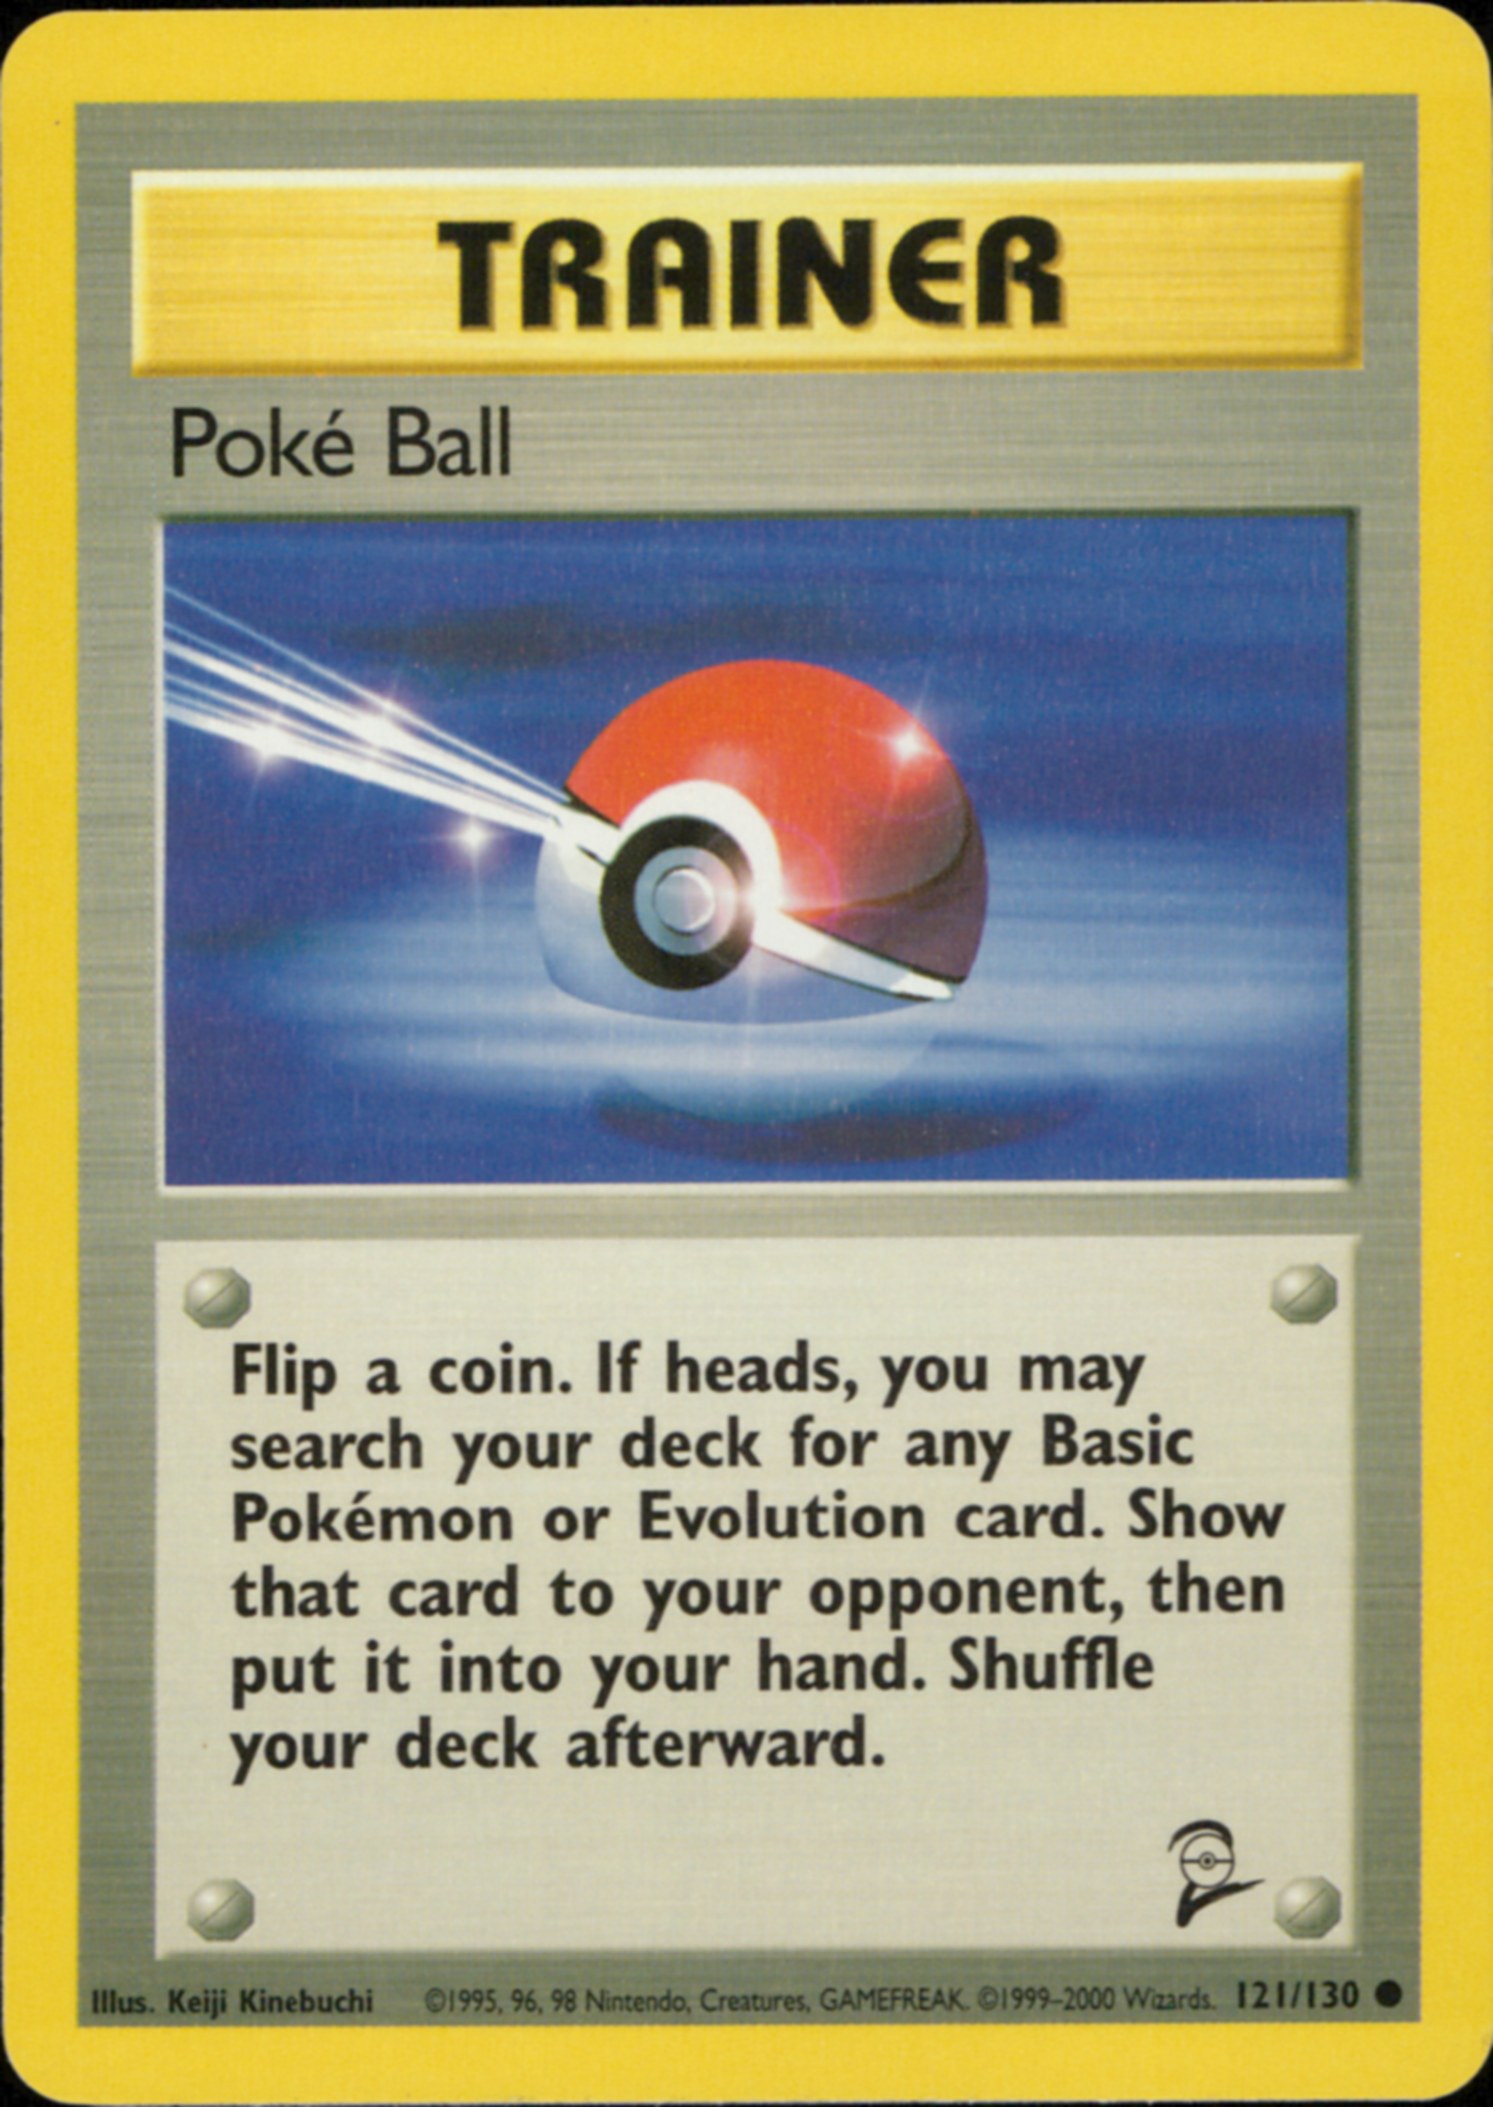 TRAINER
Poké Ball
Flip a coin. If heads, you may
search your deck for any Basic
Pokémon or Evolution card. Show
that card to your opponent, then
put it into your hand. Shuffle
your deck afterward.
Illus. Keiji Kinebuchi ©1995, 96, 98 Nintendo, Creatures, GAMEFREAK. ©1999–2000 Wizards. 121/130 ●